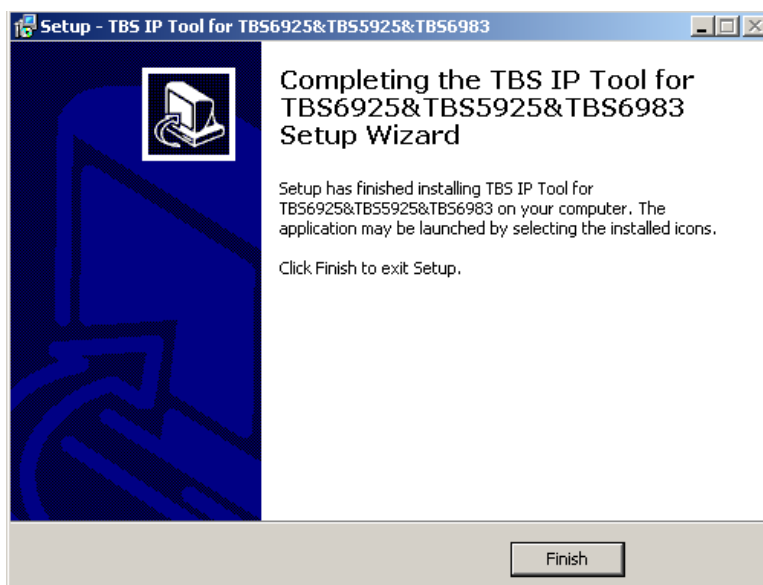 Setup - TBS IP Tool for TBS6925&TBS5925&TBS6983
Completing the TBS IP Tool for
TBS6925&TBS5925&TBS6983
Setup Wizard
Setup has finished installing TBS IP Tool for
TBS6925&TBS5925&TBS6983 on your computer. The
application may be launched by selecting the installed icons.
Click Finish to exit Setup.
Finish